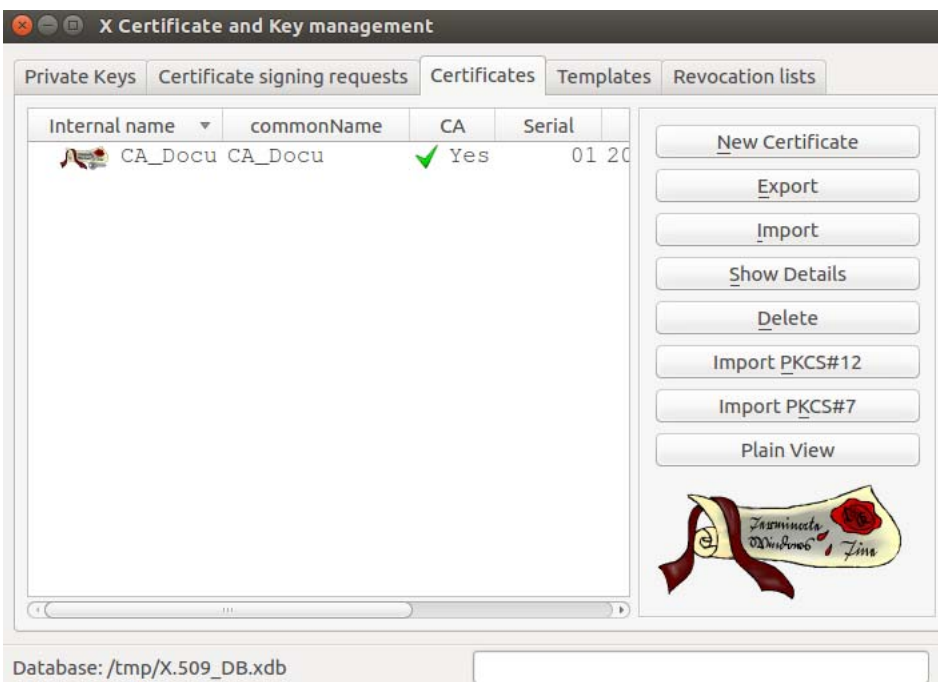 X Certificate and Key management
Private Keys Certificate signing requests Certificates Templates Revocation lists
Internal name commonName CA Serial
CA_Docu CA_Docu Yes 01 20
New Certificate
Export
Import
Show Details
Delete
Import PKCS#12
Import PKCS#7
Plain View
Windows
Database: /tmp/X.509_DB.xdb